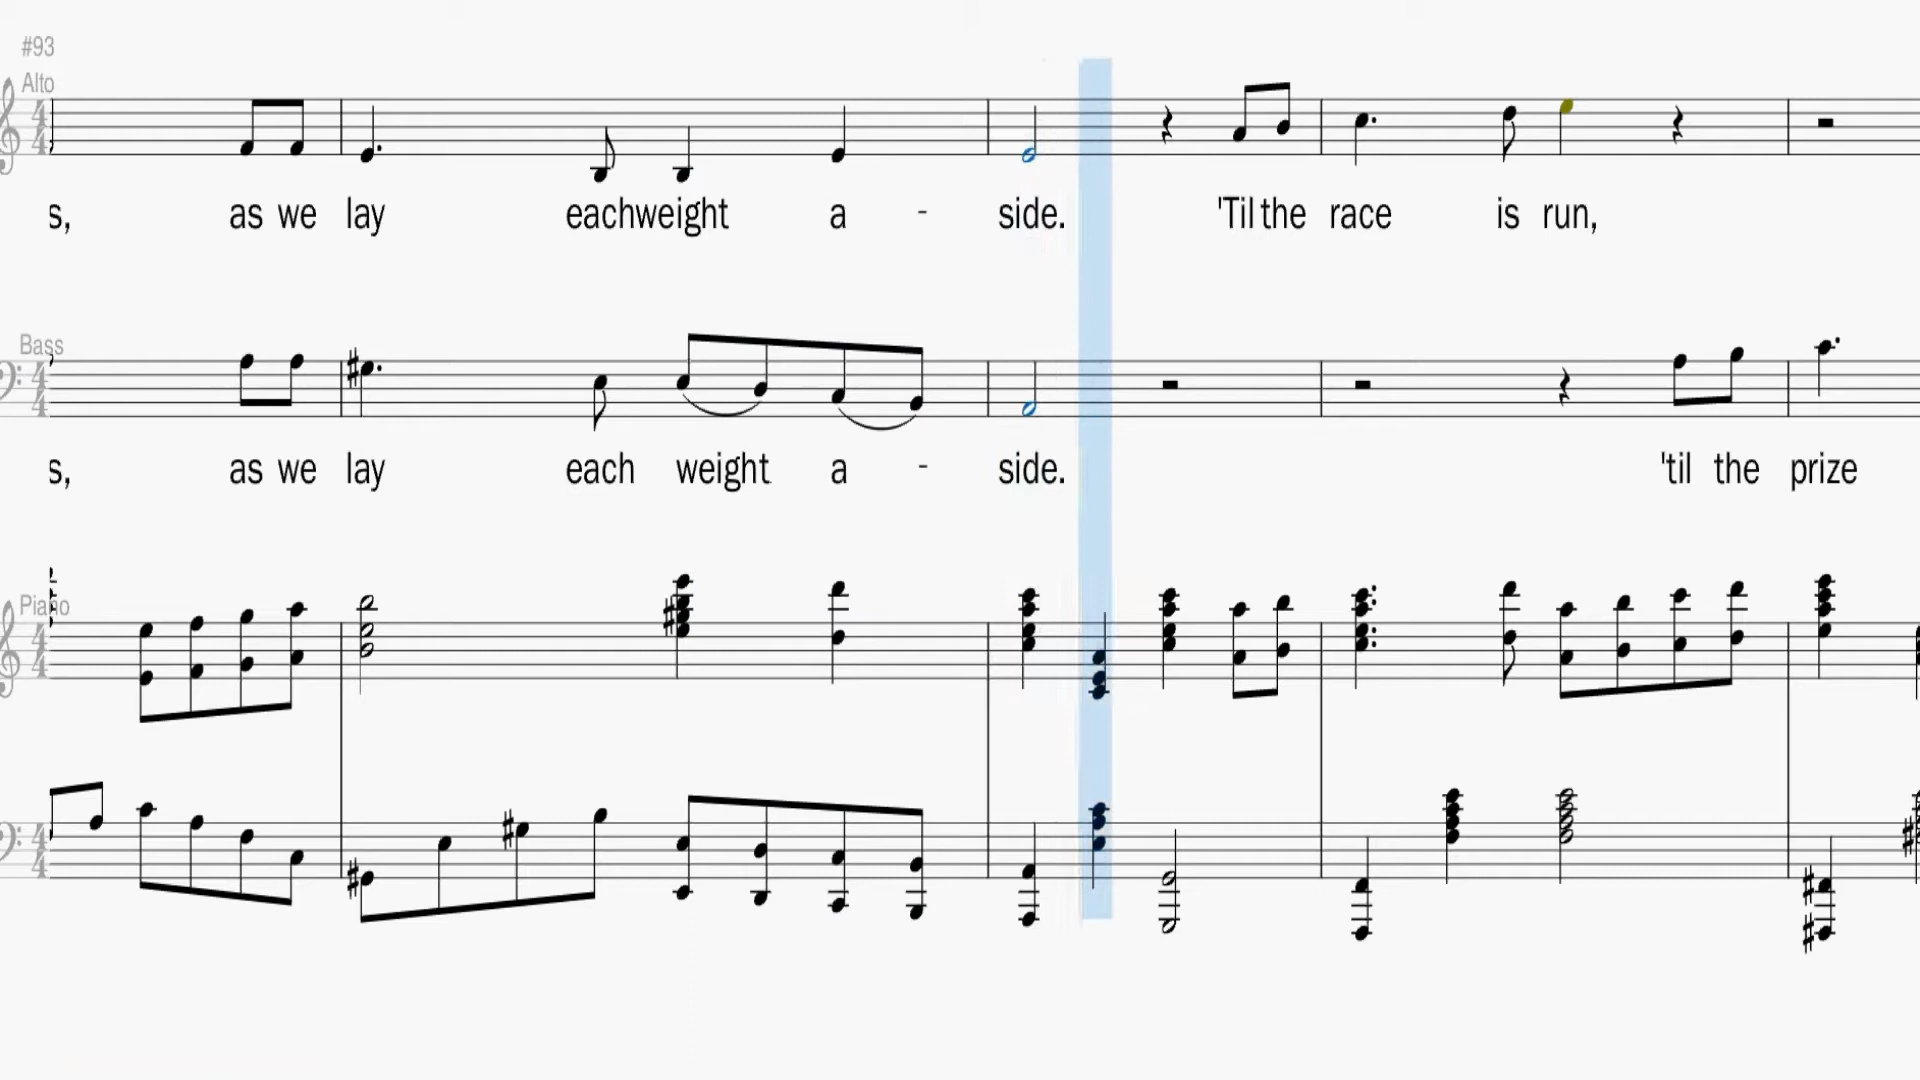 #93
Alto
s, as we lay eachweight a - side. 'Til the race is run,
Bass
s, as we lay each weight a - side. 'til the prize
Piano